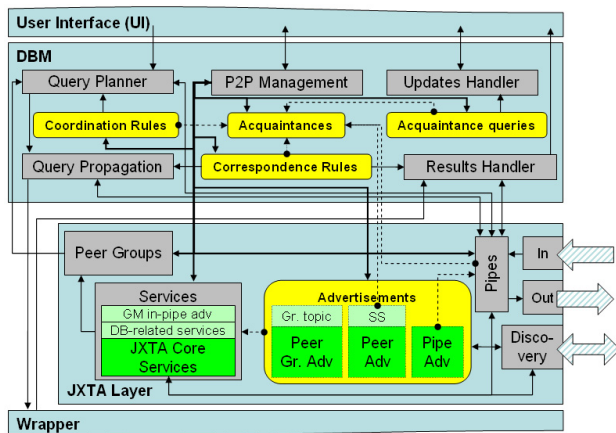 User Interface (UI)
DBM
Query Planner
P2P Management
Updates Handler
Coordination Rules
Acquaintances
Acquaintance queries
Query Propagation
Correspondence Rules
Results Handler
Peer Groups
Pipes
In
Out
Services
GM in-pipe adv
DB-related services
JXTA Core
Services
Advertisements
Gr. topic
SS
Peer
Gr. Adv
Peer
Adv
Pipe
Adv
Disco-
very
JXTA Layer
Wrapper